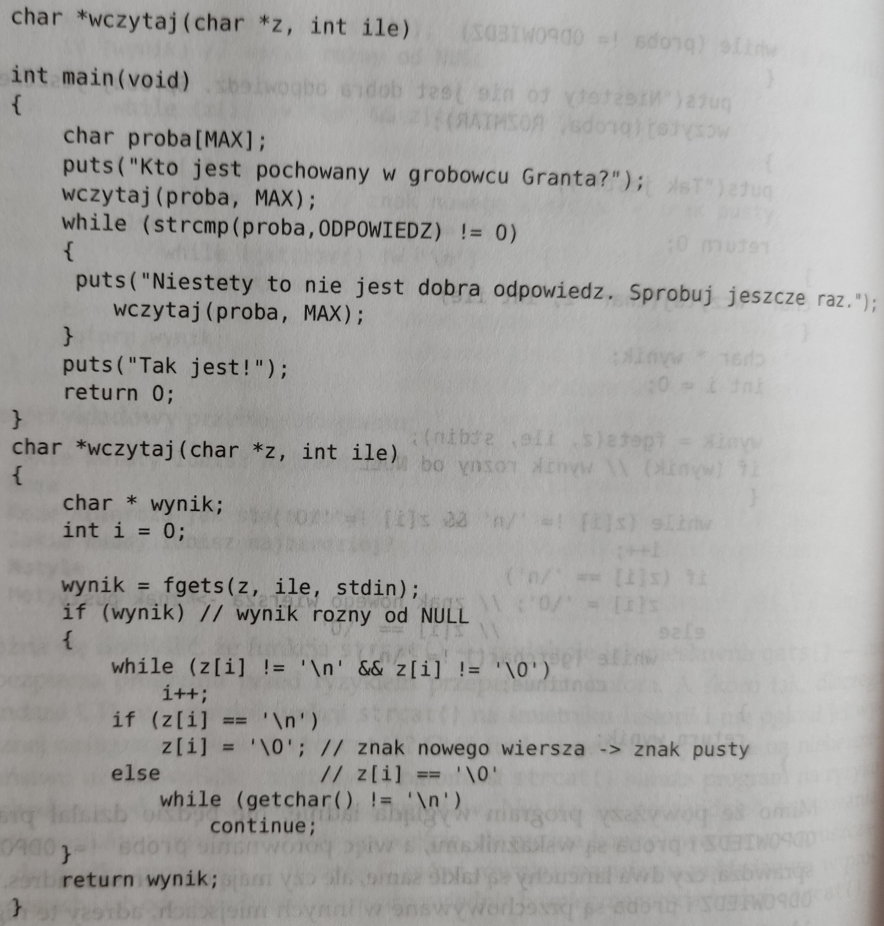 char *wczytaj(char *z, int ile)

int main(void)
{
    char proba[MAX];
    puts("Kto jest pochowany w grobowcu Granta?");
    wczytaj(proba, MAX);
    while (strcmp(proba,ODPOWIEDZ) != 0)
    {
     puts("Niestety to nie jest dobra odpowiedz. Sprobuj jeszcze raz.");
        wczytaj(proba, MAX);
    }
    puts("Tak jest!");
    return 0;
}
char *wczytaj(char *z, int ile)
{
    char * wynik;
    int i = 0;

    wynik = fgets(z, ile, stdin);
    if (wynik) // wynik rozny od NULL
    {
        while (z[i] != '\n' && z[i] != '\0')
            i++;
        if (z[i] == '\n')
            z[i] = '\0'; // znak nowego wiersza -> znak pusty
        else             // z[i] == '\0'
            while (getchar() != '\n')
                continue;
    }
    return wynik;
}